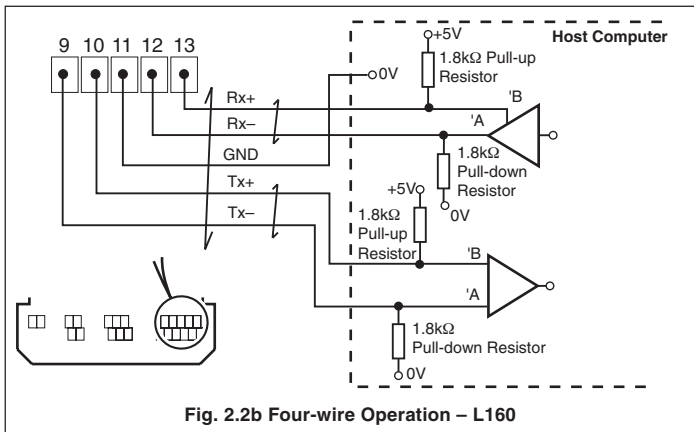 9 10 11 12 13
Host Computer
+5V
1.8kΩ Pull-up
Resistor
0V
Rx+
'B
Rx–
'A
GND
1.8kΩ
Pull-down
Resistor
0V
Tx+
+5V
1.8kΩ
Pull-up
Resistor
Tx–
'B
'A
1.8kΩ
Pull-down Resistor
0V
Fig. 2.2b Four-wire Operation – L160